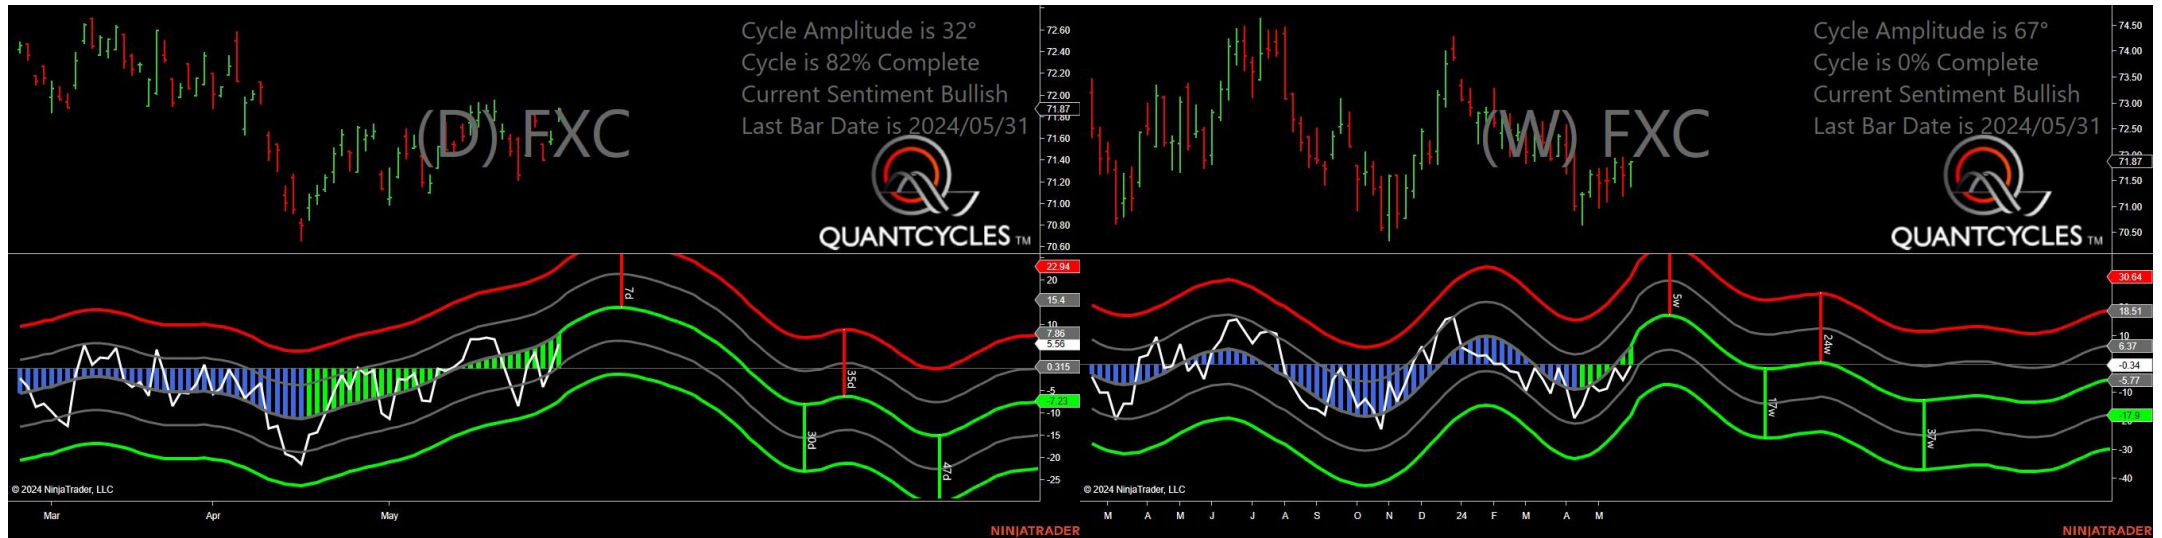 Cycle Amplitude is 32°
Cycle is 82% Complete
Current Sentiment Bullish
Last Bar Date is 2024/05/31
(D) FXC
QUANTCYCLES TM
72.60
72.40
72.20
72.00
71.87
71.80
71.60
71.40
71.20
71.00
70.80
70.60
22.94
20
15.4
10
7.86
5.56
0.315
-5
-7.23
-10
-15
-20
-25
7d
35d
30d
47d
© 2024 NinjaTrader, LLC
Mar Apr May
NINJATRADER
Cycle Amplitude is 67°
Cycle is 0% Complete
Current Sentiment Bullish
Last Bar Date is 2024/05/31
(W) FXC
QUANTCYCLES TM
74.50
74.00
73.50
73.00
72.50
72.00
71.87
71.50
71.00
70.50
30.64
18.51
10
6.37
-0.34
-5.77
-10
-17.9
-30
-40
5w
24w
17w
37w
© 2024 NinjaTrader, LLC
M A M J J A S O N D 24 F M A M
NINJATRADER